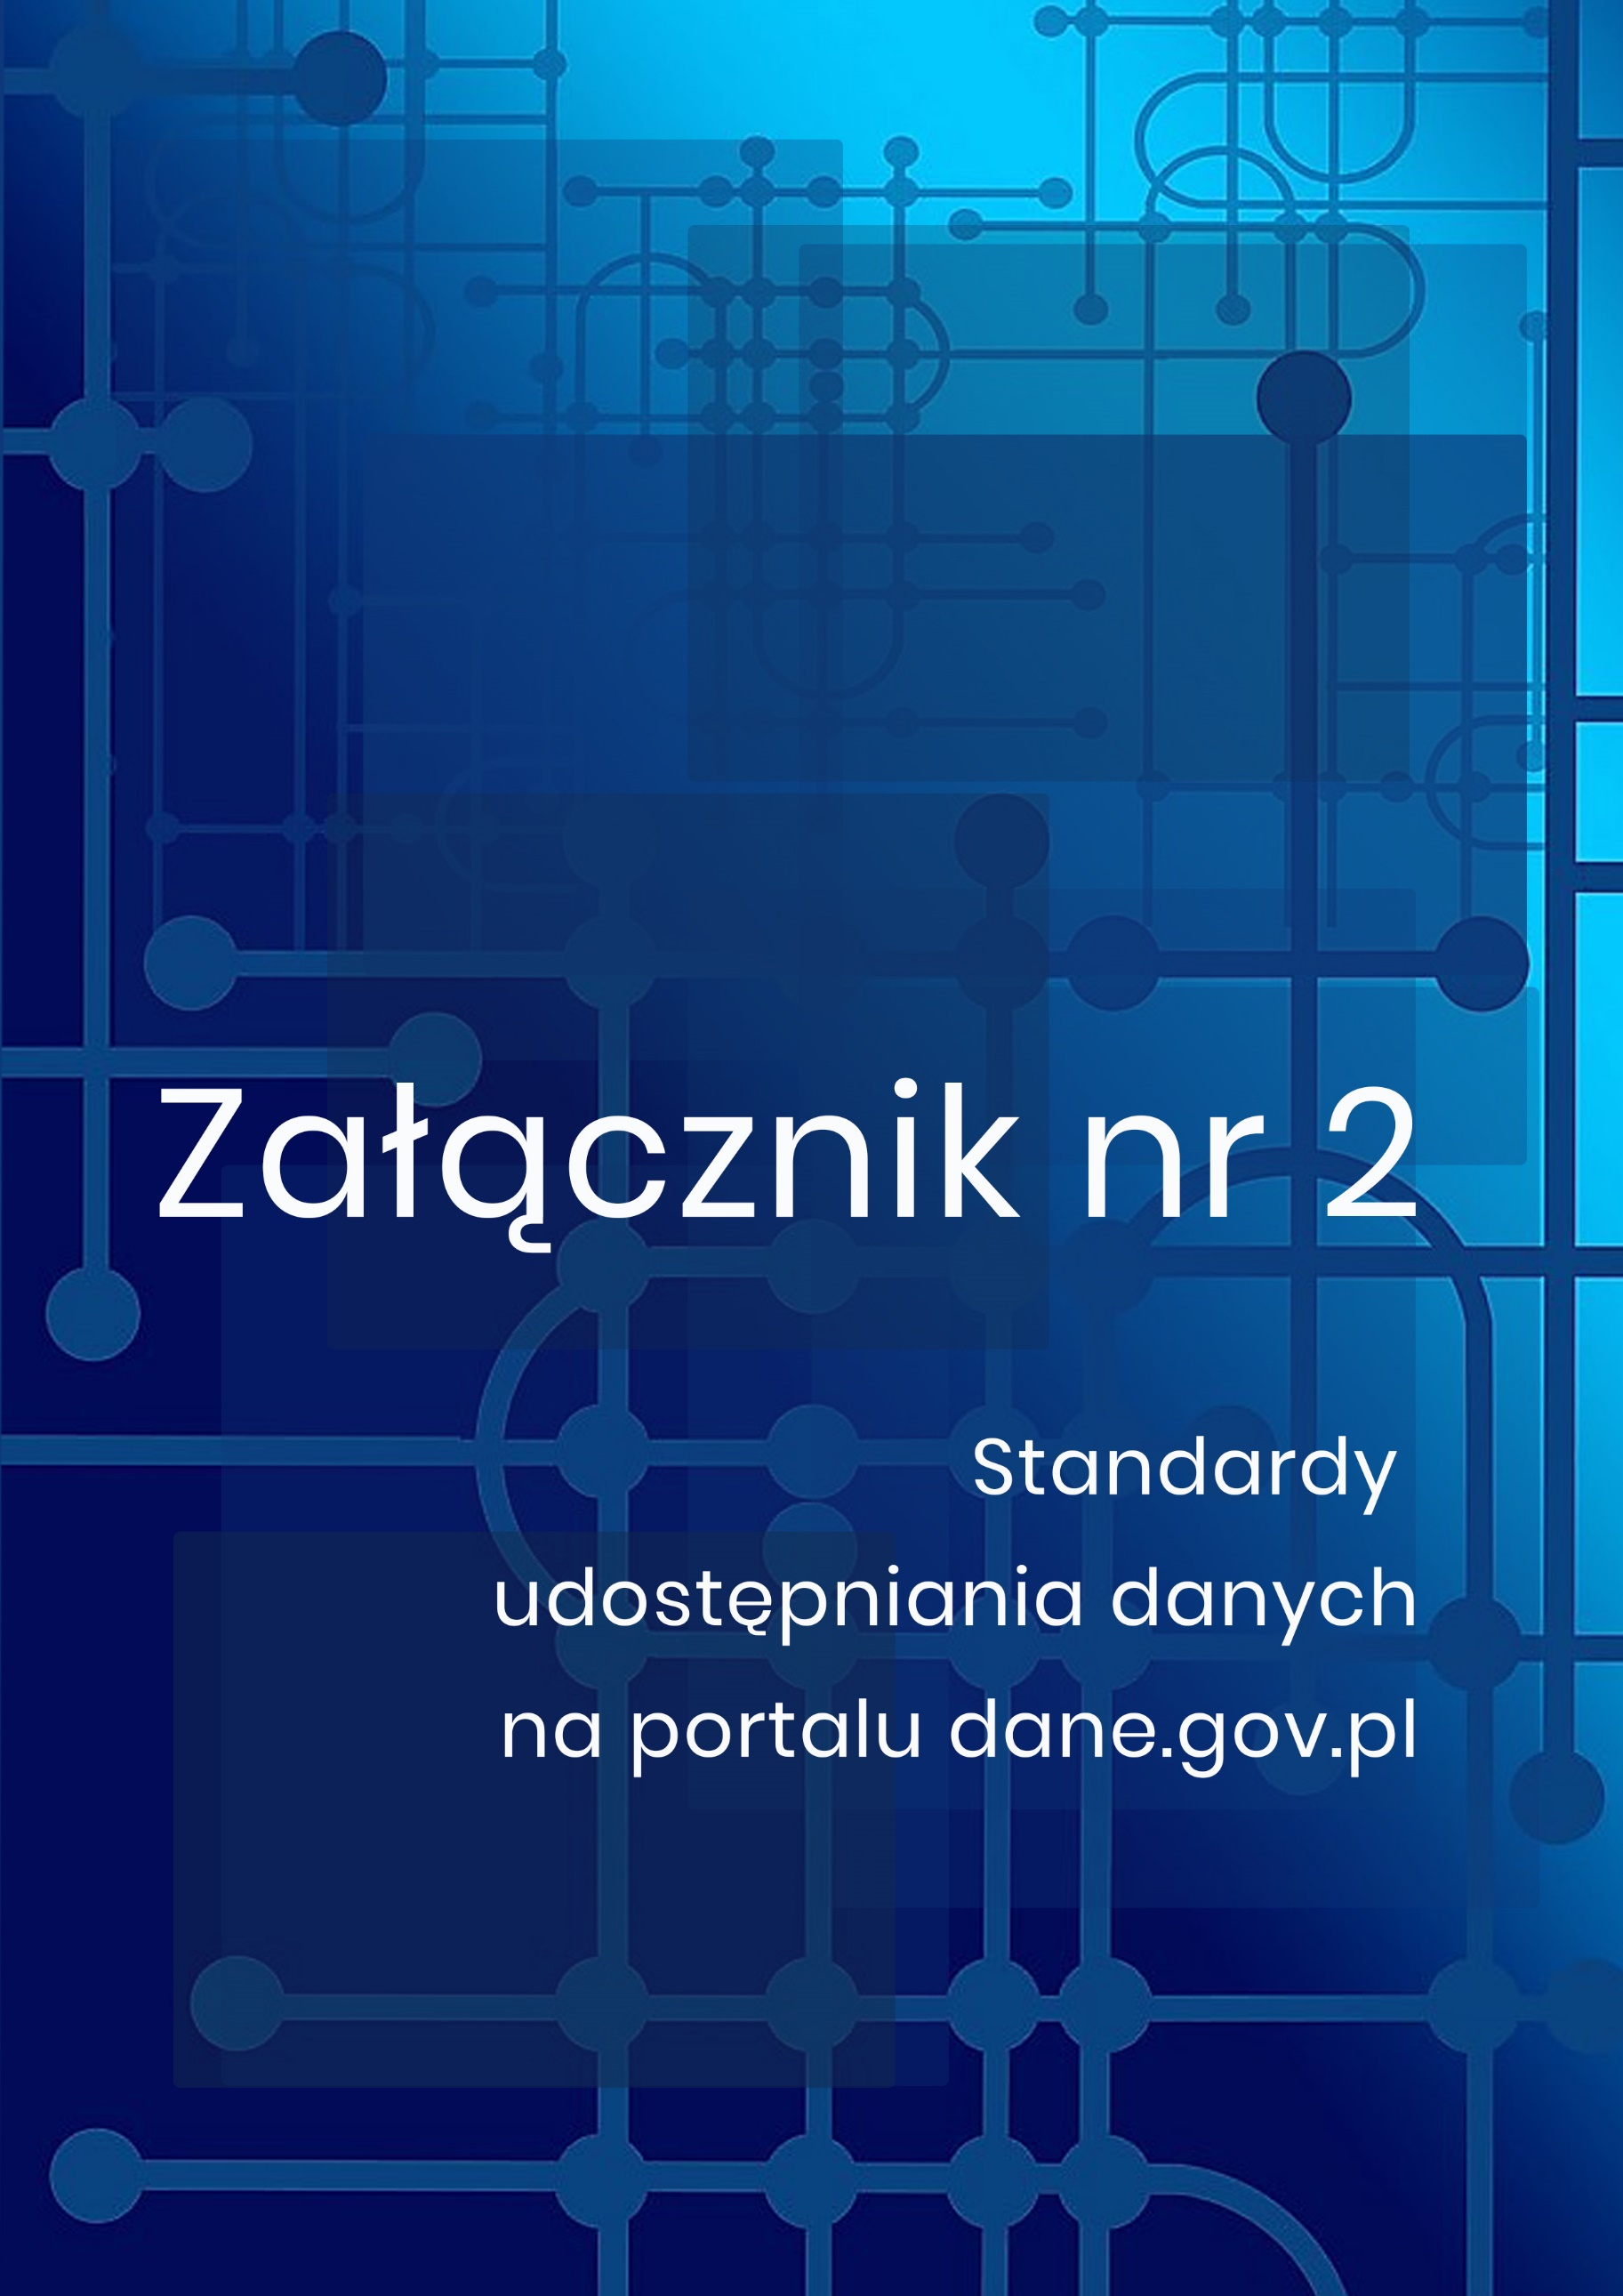 Załącznik nr 2
Standardy
udostępniania danych
na portalu dane.gov.pl